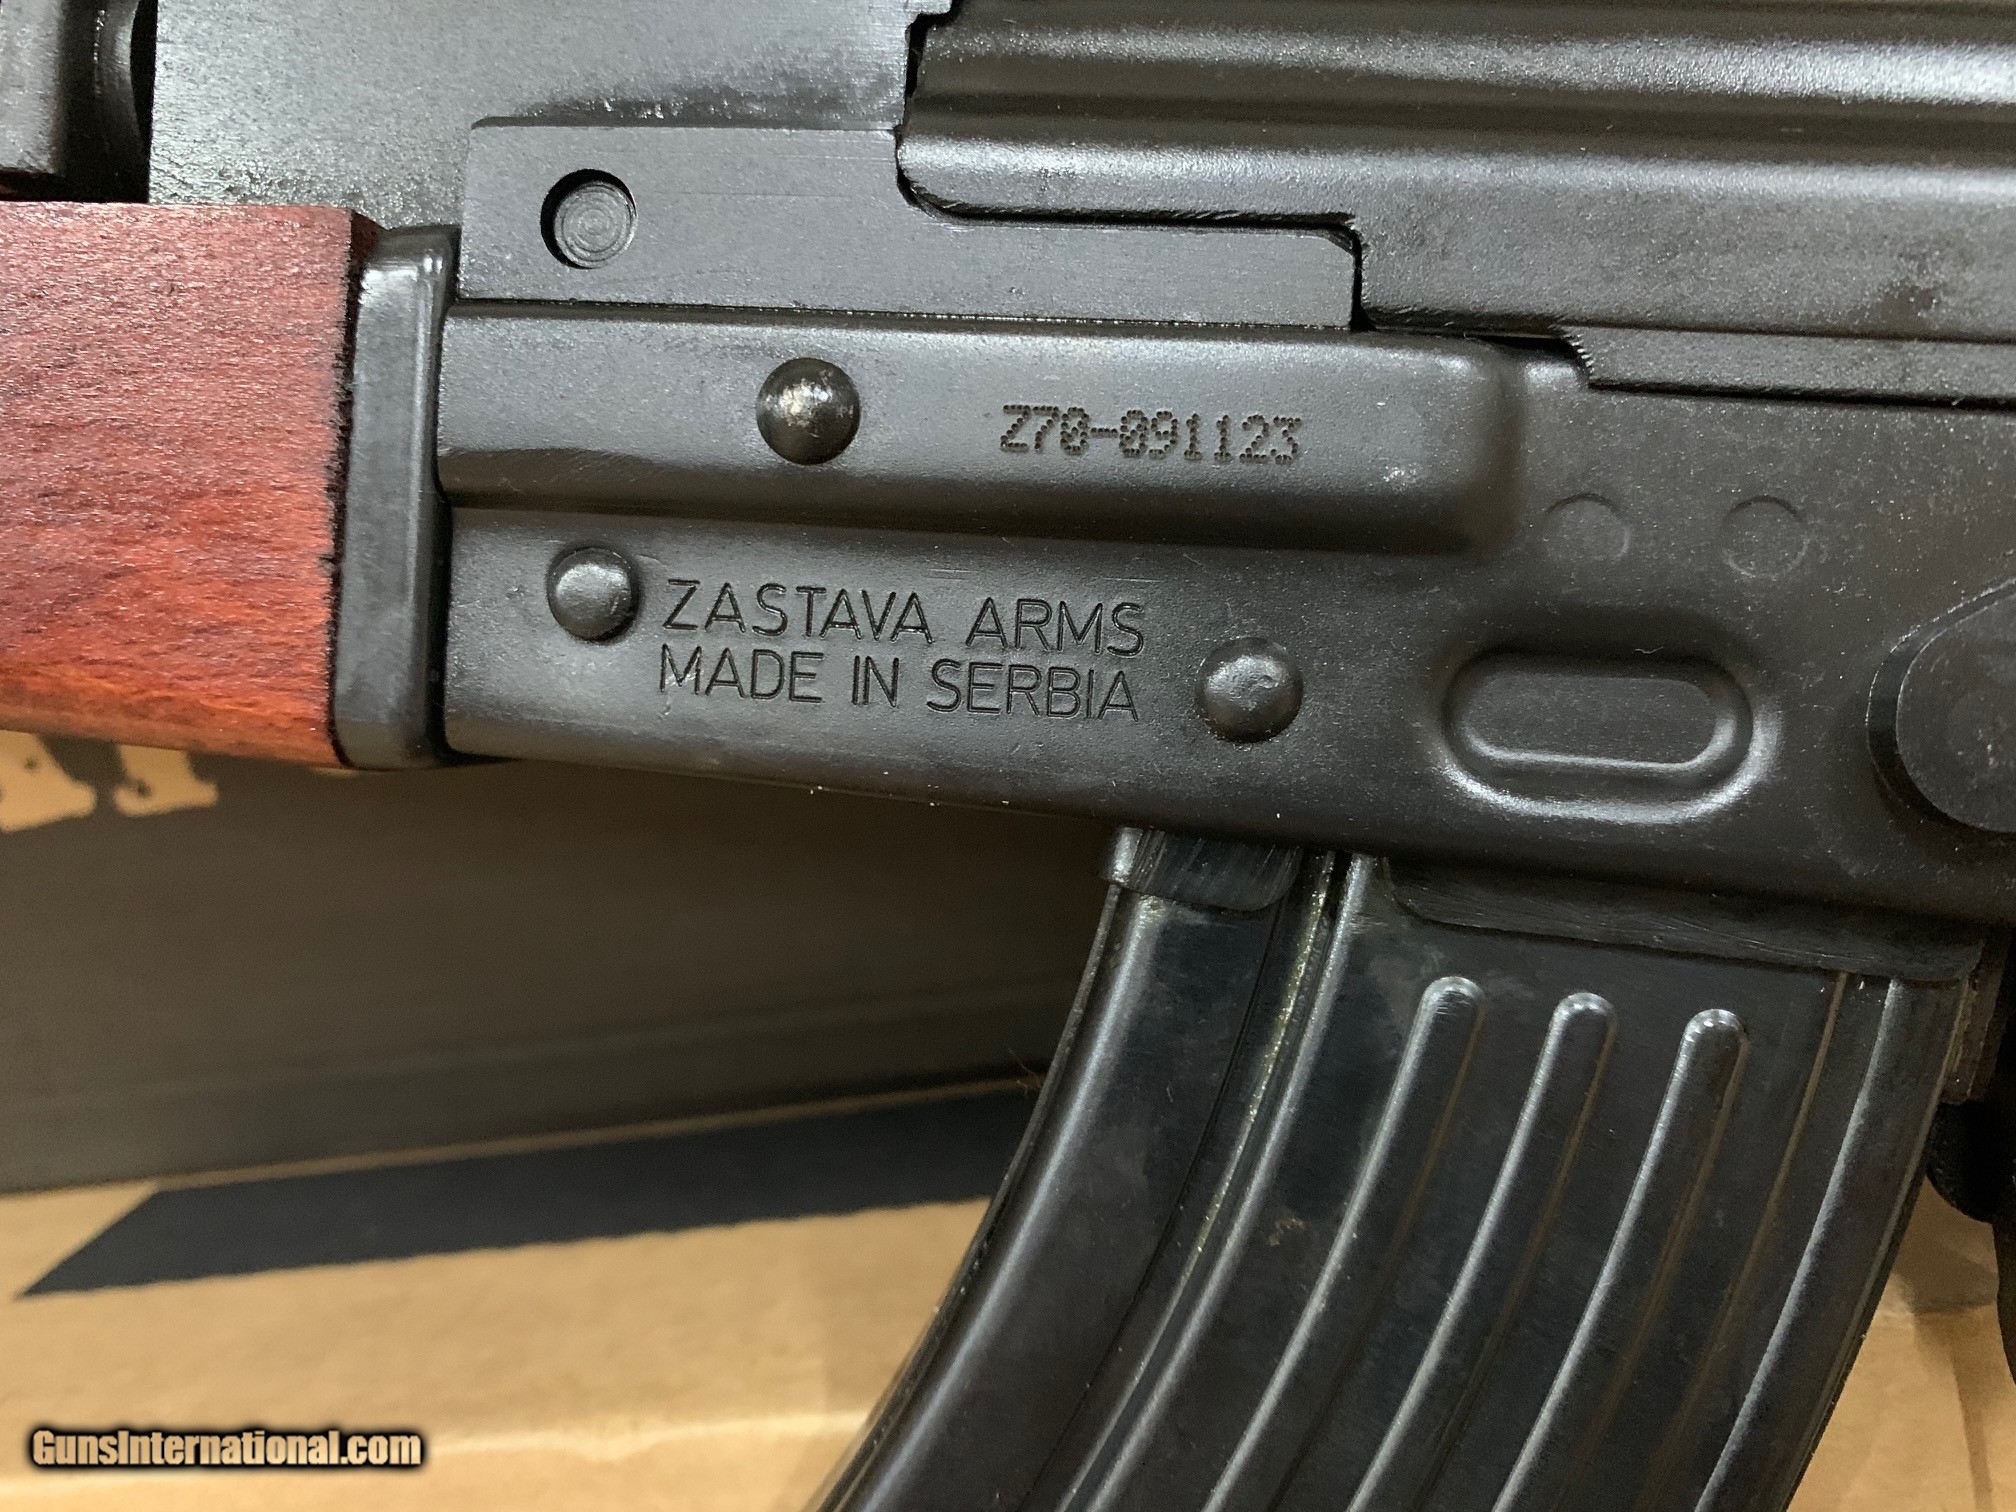 Z70-091123
ZASTAVA ARMS
MADE IN SERBIA
GunsInternational.com